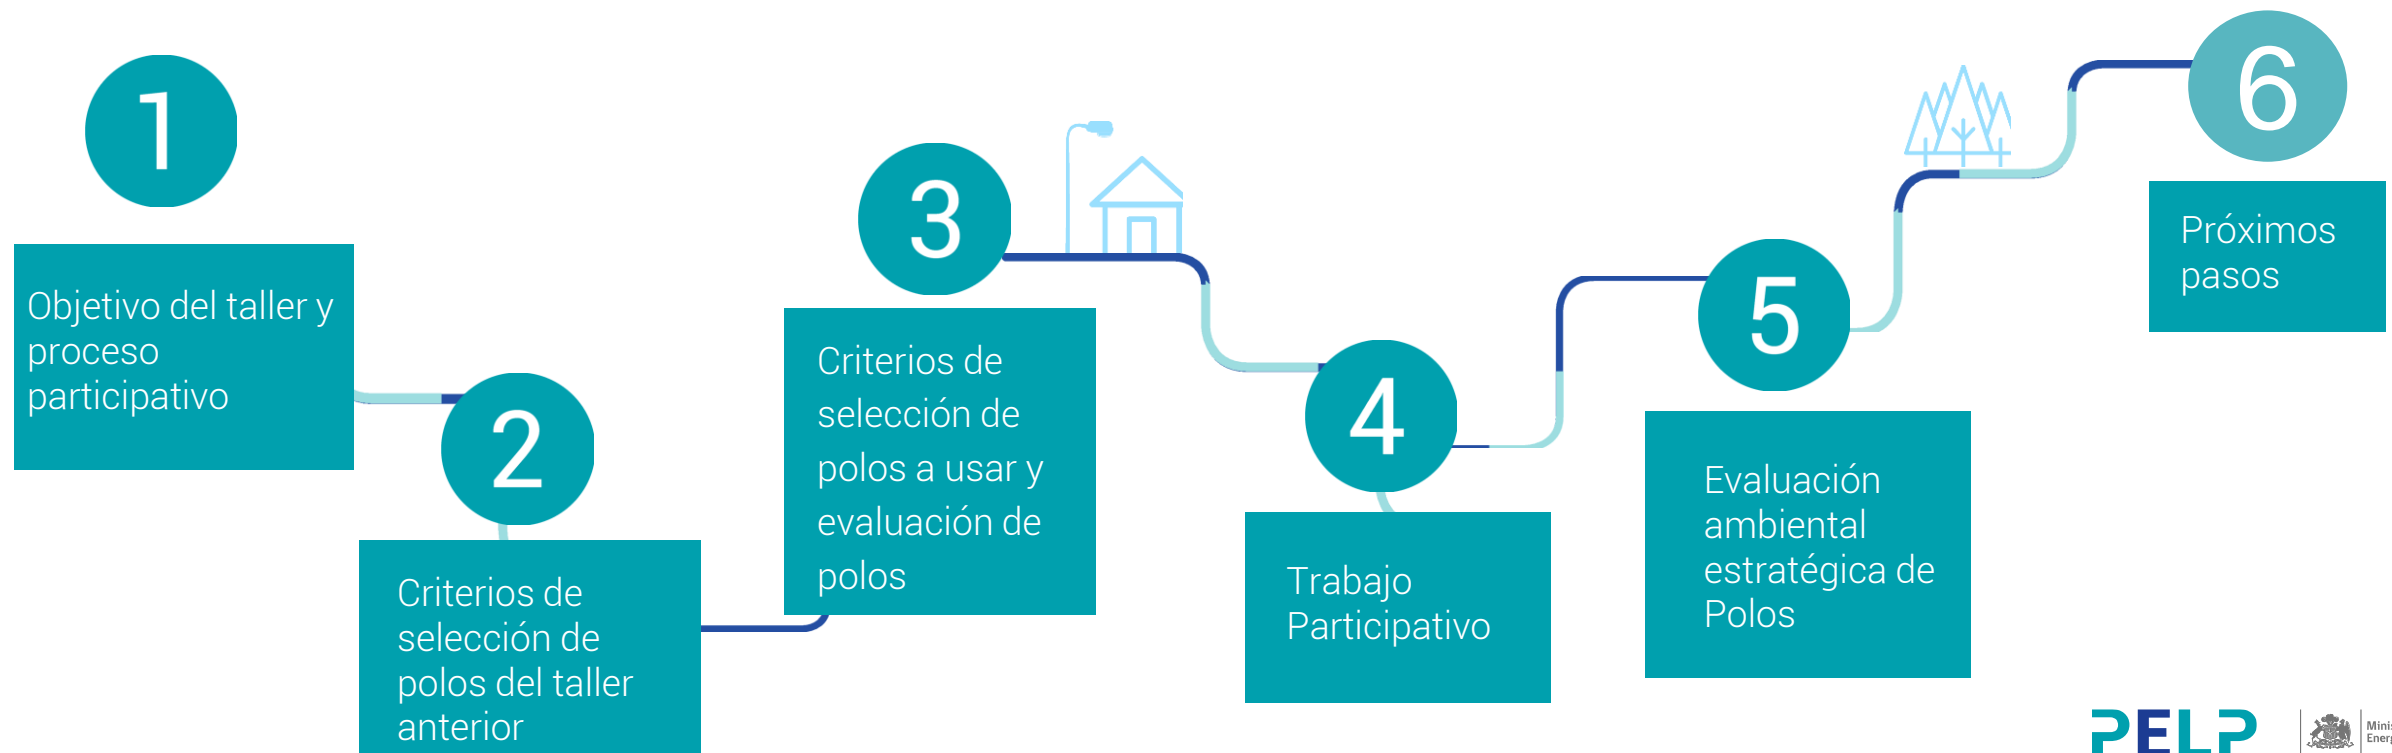 1
Objetivo del taller y
proceso
participativo
2
Criterios de
selección de
polos del taller
anterior
3
Criterios de
selección de
polos a usar y
evaluación de
polos
4
Trabajo
Participativo
5
Evaluación
ambiental
estratégica de
Polos
6
Próximos
pasos
PELP